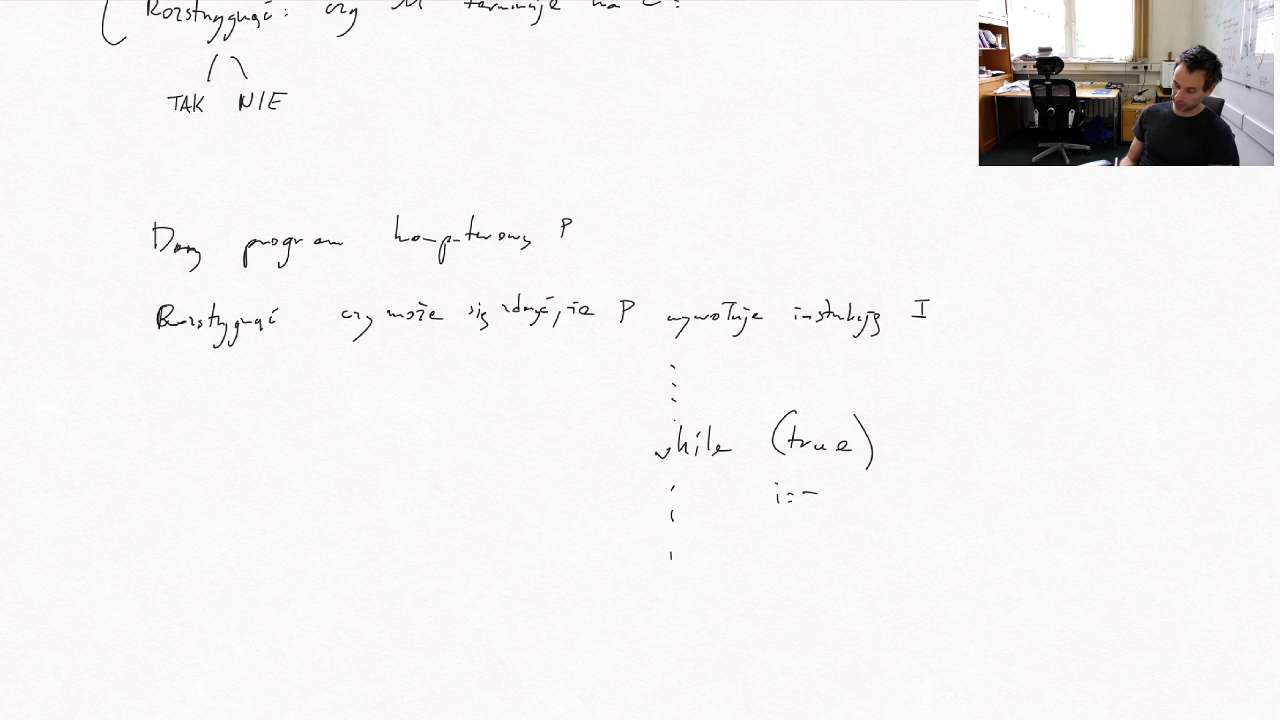 Rozstrzygnąć: czy M terminuje na
TAK NIE
Dany program komputerowy P
Rozstrzygnąć czy może się zdarzyć, że P wywołuje instrukcję I
while (true)
i:=-